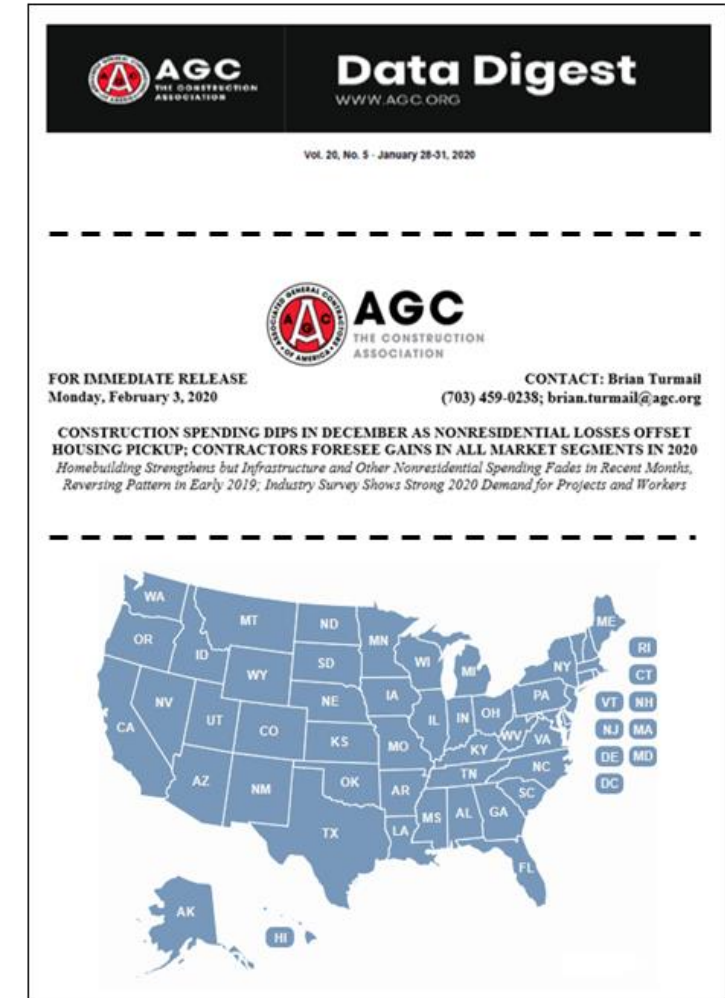 AGC
THE CONSTRUCTION
ASSOCIATION
Data Digest
WWW.AGC.ORG
Vol. 20, No. 5 - January 28-31, 2020
ASSOCIATED GENERAL CONTRACTORS
OF AMERICA
AGC
AGC
THE CONSTRUCTION
ASSOCIATION
FOR IMMEDIATE RELEASE
CONTACT: Brian Turmail
Monday, February 3, 2020
(703) 459-0238; brian.turmail@agc.org
CONSTRUCTION SPENDING DIPS IN DECEMBER AS NONRESIDENTIAL LOSSES OFFSET
HOUSING PICKUP; CONTRACTORS FORESEE GAINS IN ALL MARKET SEGMENTS IN 2020
Homebuilding Strengthens but Infrastructure and Other Nonresidential Spending Fades in Recent Months,
Reversing Pattern in Early 2019; Industry Survey Shows Strong 2020 Demand for Projects and Workers
WA
MT
ND
MN
ME
OR
ID
SD
WI
MI
NY
RI
WY
CT
NV
NE
IA
PA
VT NH
CA
UT
CO
IL
IN
OH
NJ MA
KS
MO
WV
VA
KY
DE MD
AZ
NM
OK
AR
TN
NC
DC
SC
TX
LA
MS
AL
GA
FL
AK
HI